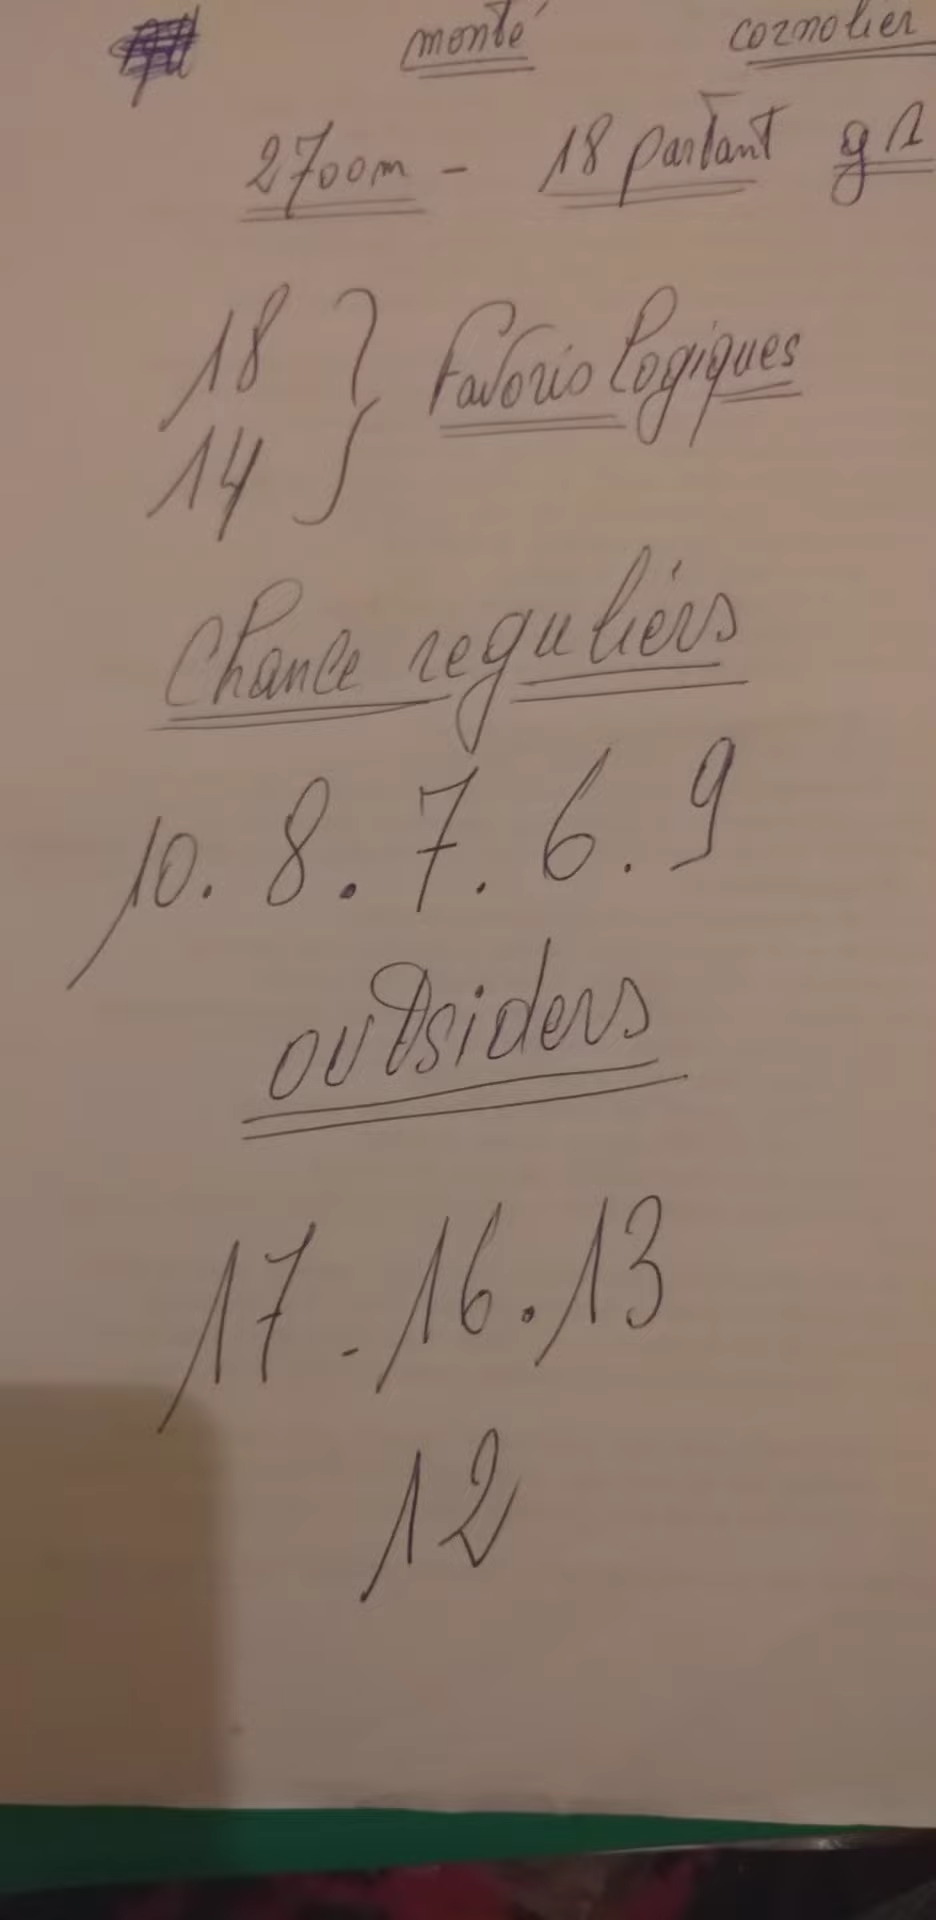 monté cornolier
2700m - 18 partant g1
18
14 } Favoris logiques
Chance reguliérs
10. 8. 7. 6. 9
outsiders
17 - 16. 13
12